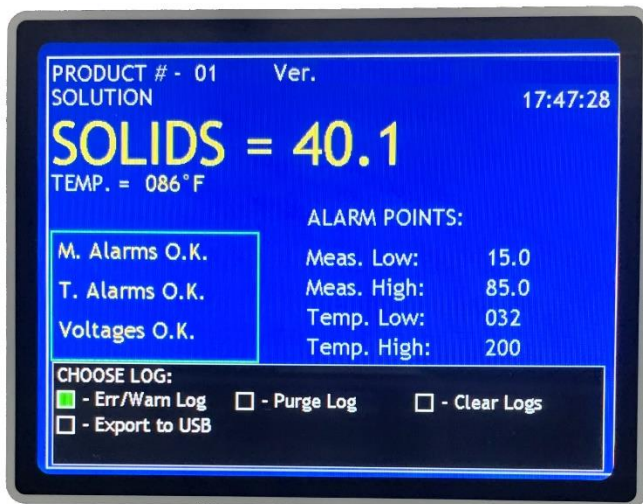 PRODUCT # - 01 Ver.
SOLUTION 17:47:28
SOLIDS = 40.1
TEMP. = 086°F
ALARM POINTS:
M. Alarms O.K.
T. Alarms O.K.
Voltages O.K.
Meas. Low: 15.0
Meas. High: 85.0
Temp. Low: 032
Temp. High: 200
CHOOSE LOG:
- Err/Warn Log - Purge Log - Clear Logs
- Export to USB